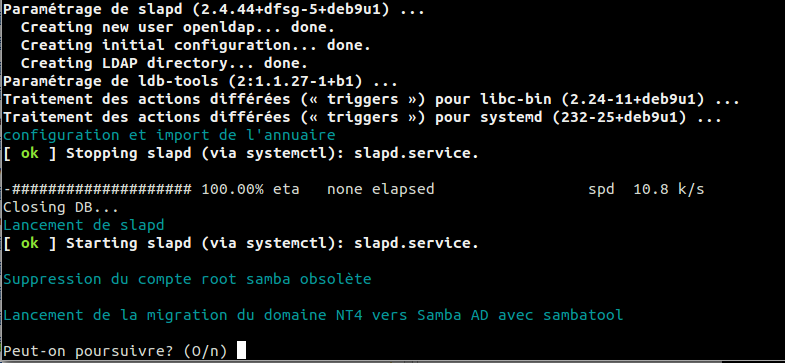 Paramétrage de slapd (2.4.44+dfsg-5+deb9u1) ...
Creating new user openldap... done.
Creating initial configuration... done.
Creating LDAP directory... done.
Paramétrage de ldb-tools (2:1.1.27-1+b1) ...
Traitement des actions différées (« triggers ») pour libc-bin (2.24-11+deb9u1) ...
Traitement des actions différées (« triggers ») pour systemd (232-25+deb9u1) ...
configuration et import de l'annuaire
[ ok ] Stopping slapd (via systemctl): slapd.service.
-#################### 100.00% eta   none elapsed                 spd  10.8 k/s
Closing DB...
Lancement de slapd
[ ok ] Starting slapd (via systemctl): slapd.service.
Suppression du compte root samba obsolète
Lancement de la migration du domaine NT4 vers Samba AD avec sambatool
Peut-on poursuivre? (O/n)